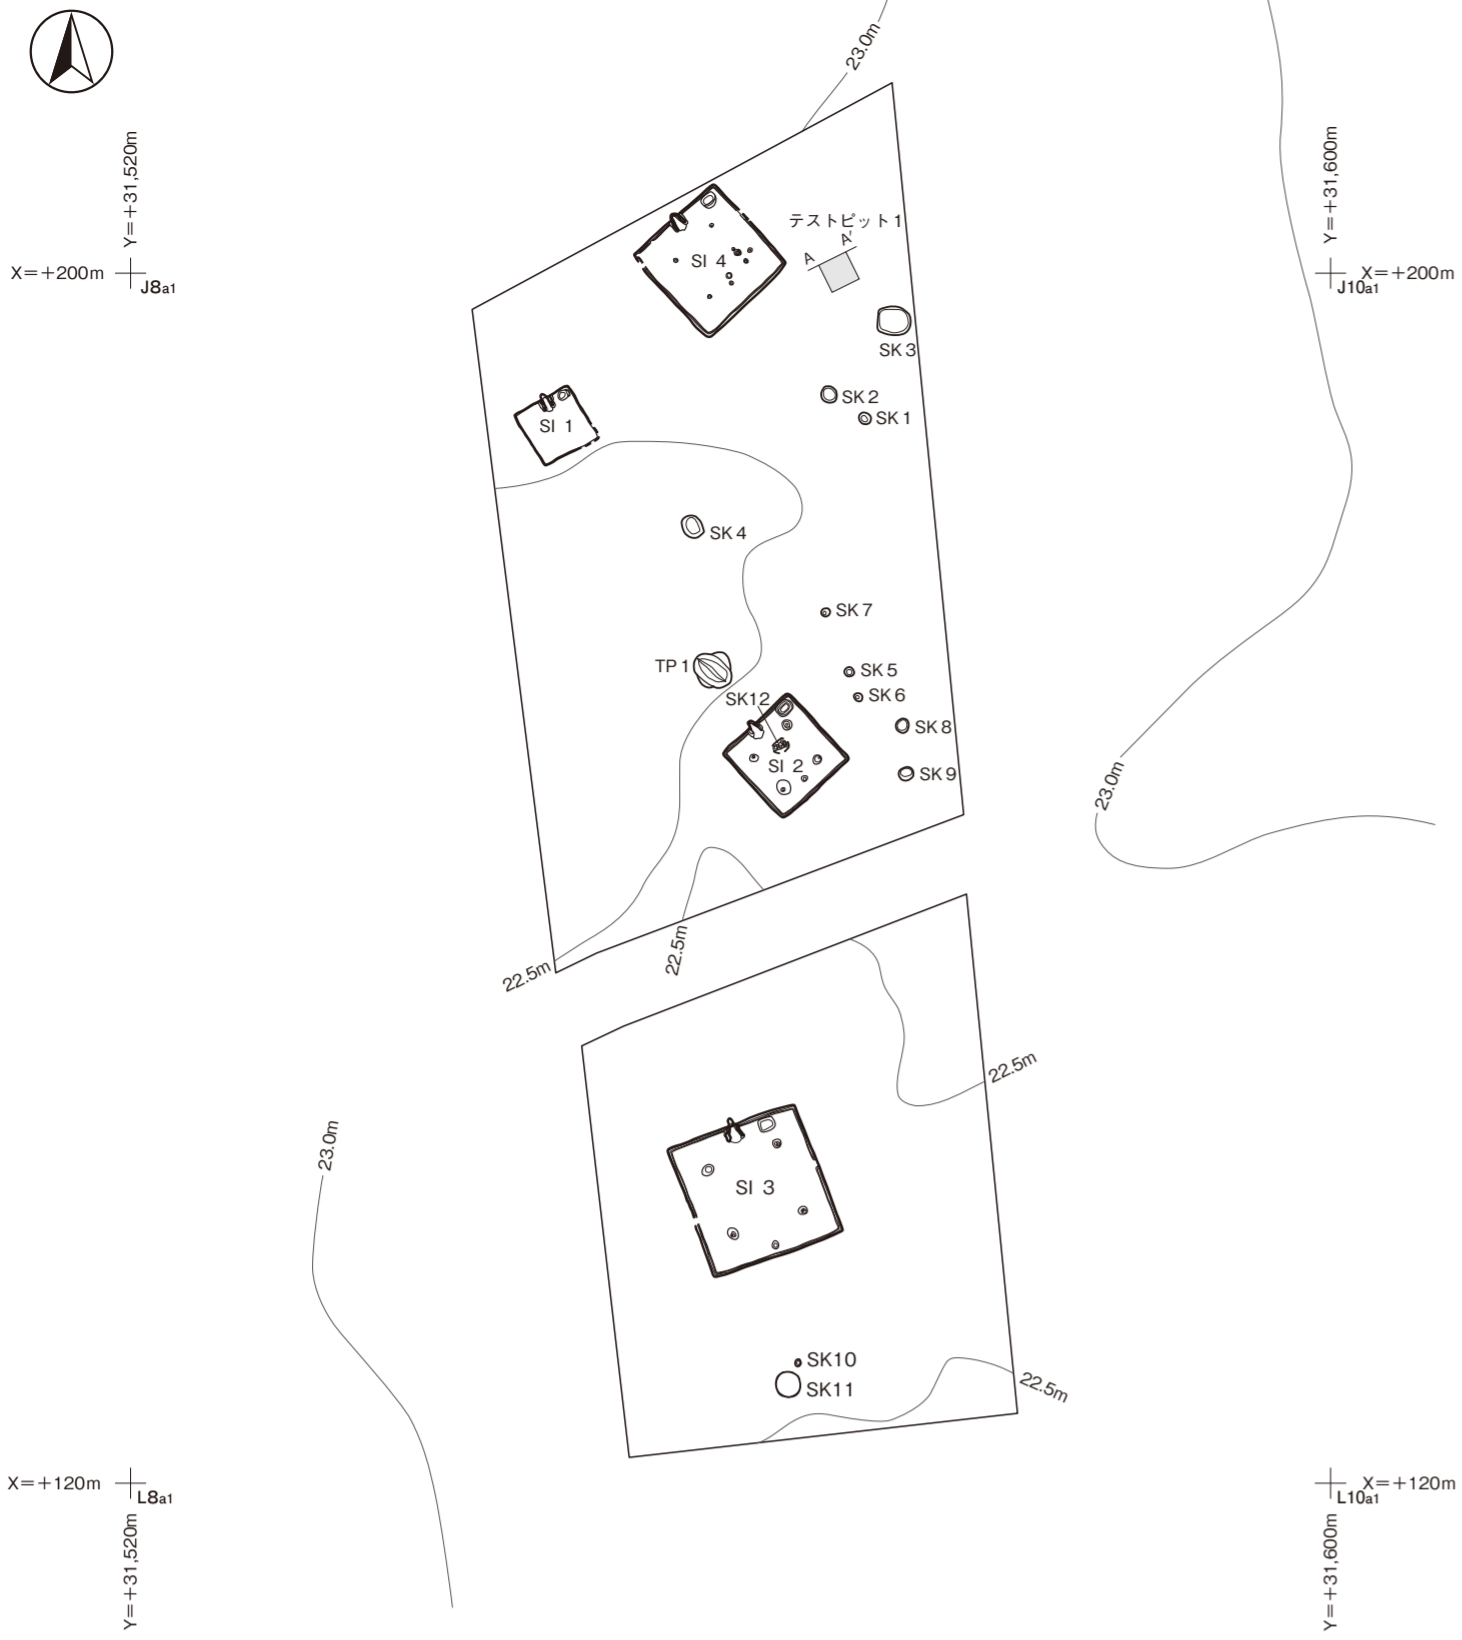 23.0m
Y=+31,520m
Y=+31,600m
テストピット1
A
A′
SI 4
X=+200m
J8a1
X=+200m
J10a1
SK3
SK2
SK1
SI 1
SK4
SK7
TP1
SK5
SK6
SK12
SK8
SI 2
SK9
23.0m
22.5m
22.5m
22.5m
23.0m
SI 3
SK10
SK11
22.5m
X=+120m
L8a1
X=+120m
L10a1
Y=+31,520m
Y=+31,600m